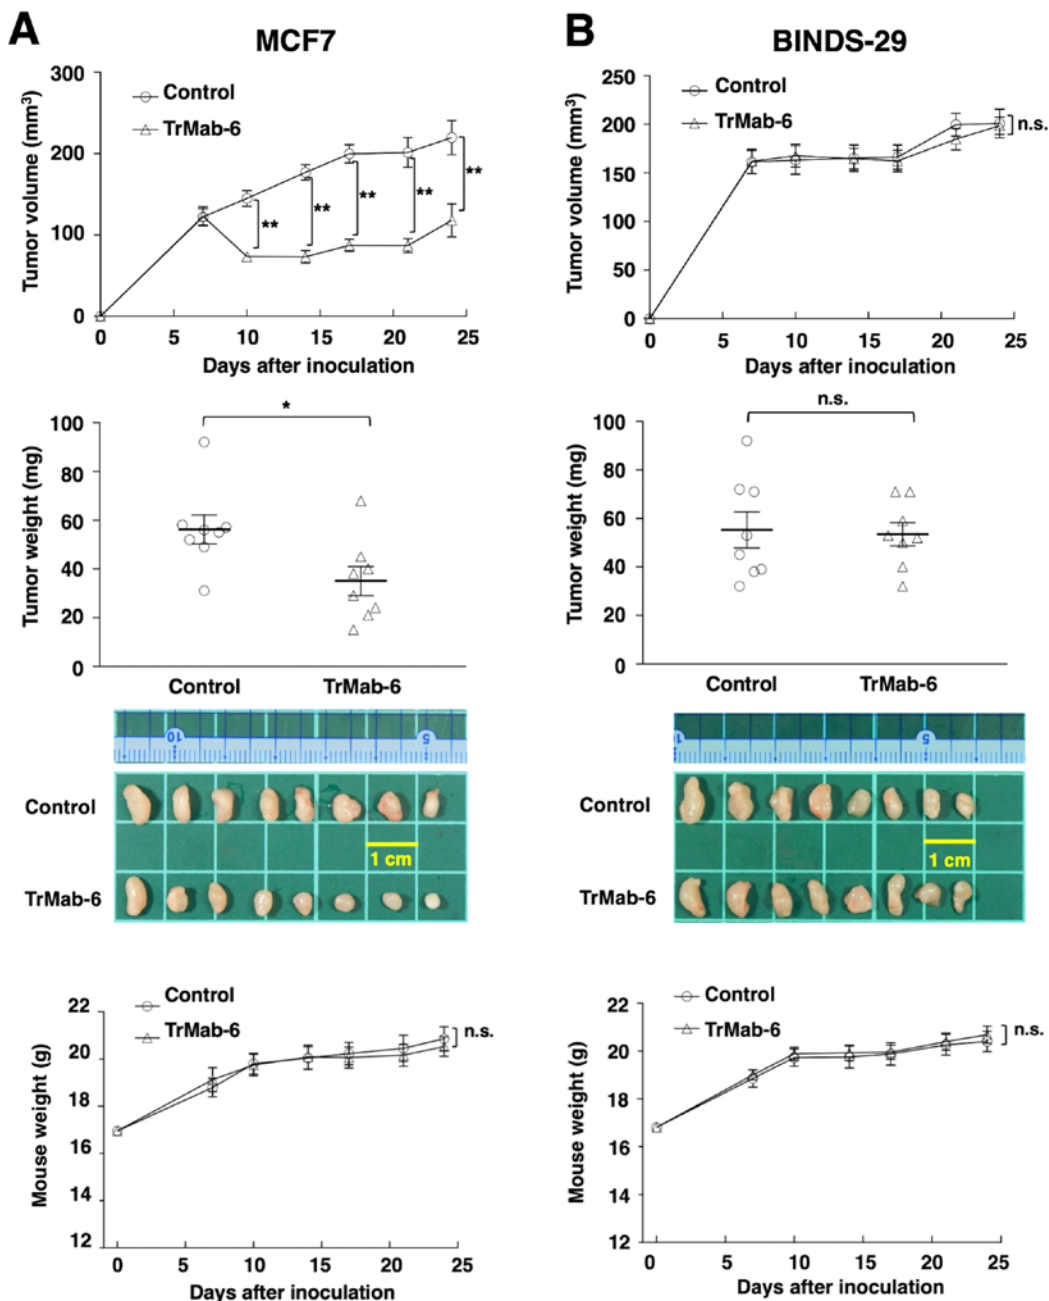 A
MCF7
Tumor volume (mm³)
300
200
100
0
Control
TrMab-6
**
**
**
**
**
0 5 10 15 20 25
Days after inoculation
Tumor weight (mg)
100
80
60
40
20
0
*
Control TrMab-6
10 5
Control
1 cm
TrMab-6
Mouse weight (g)
22
20
18
16
14
12
Control
TrMab-6
n.s.
0 5 10 15 20 25
Days after inoculation
B
BINDS-29
Tumor volume (mm³)
250
200
150
100
50
0
Control
TrMab-6
n.s.
0 5 10 15 20 25
Days after inoculation
Tumor weight (mg)
100
80
60
40
20
0
n.s.
Control TrMab-6
10 5
Control
1 cm
TrMab-6
Mouse weight (g)
22
20
18
16
14
12
Control
TrMab-6
n.s.
0 5 10 15 20 25
Days after inoculation